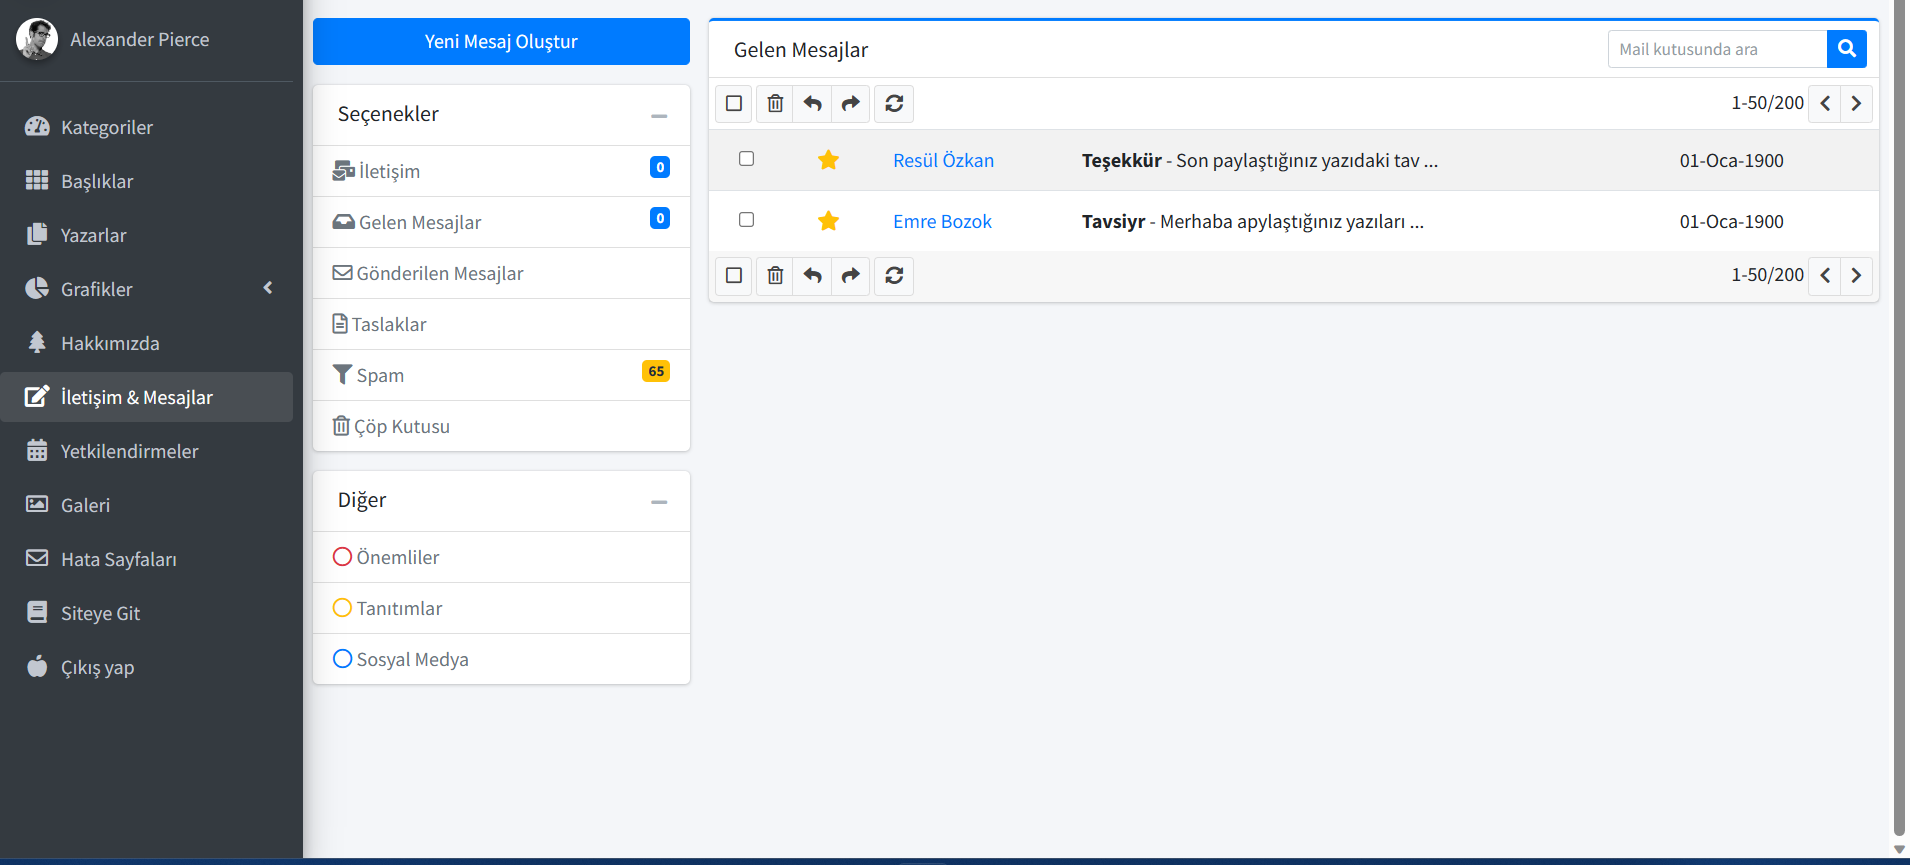 Alexander Pierce
Kategoriler
Başlıklar
Yazarlar
Grafikler
Hakkımızda
İletişim & Mesajlar
Yetkilendirmeler
Galeri
Hata Sayfaları
Siteye Git
Çıkış yap
Yeni Mesaj Oluştur
Seçenekler
İletişim 0
Gelen Mesajlar 0
Gönderilen Mesajlar
Taslaklar
Spam 65
Çöp Kutusu
Diğer
Önemliler
Tanıtımlar
Sosyal Medya
Gelen Mesajlar Mail kutusunda ara
1-50/200
Resül Özkan Teşekkür - Son paylaştığınız yazıdaki tav ... 01-Oca-1900
Emre Bozok Tavsiyr - Merhaba apylaştığınız yazıları ... 01-Oca-1900
1-50/200